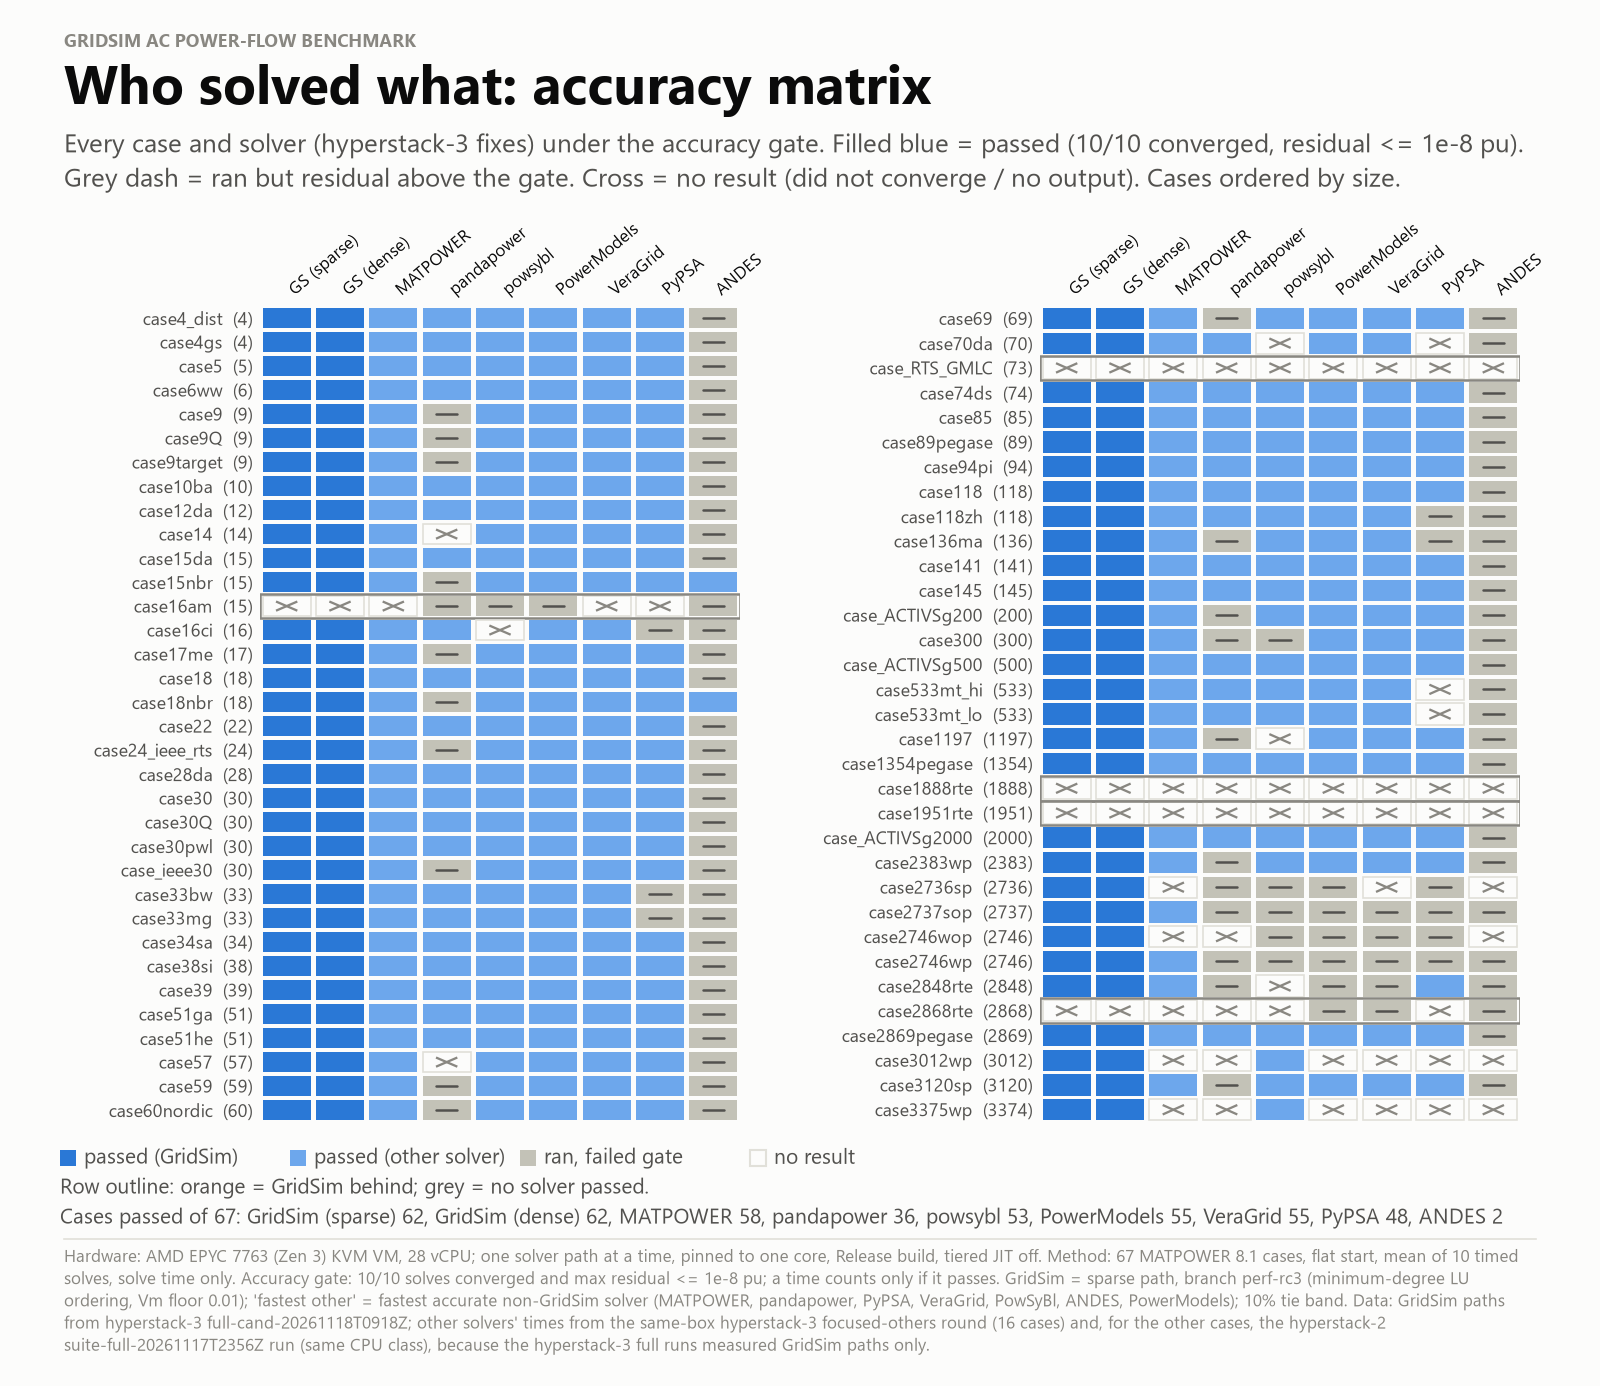 GRIDSIM AC POWER-FLOW BENCHMARK
Who solved what: accuracy matrix
Every case and solver (hyperstack-3 fixes) under the accuracy gate. Filled blue = passed (10/10 converged, residual <= 1e-8 pu).
Grey dash = ran but residual above the gate. Cross = no result (did not converge / no output). Cases ordered by size.
GS (sparse)
GS (dense)
MATPOWER
pandapower
powsybl
PowerModels
VeraGrid
PyPSA
ANDES
case4_dist (4)
case4gs (4)
case5 (5)
case6ww (6)
case9 (9)
case9Q (9)
case9target (9)
case10ba (10)
case12da (12)
case14 (14)
case15da (15)
case15nbr (15)
case16am (15)
case16ci (16)
case17me (17)
case18 (18)
case18nbr (18)
case22 (22)
case24_ieee_rts (24)
case28da (28)
case30 (30)
case30Q (30)
case30pwl (30)
case_ieee30 (30)
case33bw (33)
case33mg (33)
case34sa (34)
case38si (38)
case39 (39)
case51ga (51)
case51he (51)
case57 (57)
case59 (59)
case60nordic (60)
GS (sparse)
GS (dense)
MATPOWER
pandapower
powsybl
PowerModels
VeraGrid
PyPSA
ANDES
case69 (69)
case70da (70)
case_RTS_GMLC (73)
case74ds (74)
case85 (85)
case89pegase (89)
case94pi (94)
case118 (118)
case118zh (118)
case136ma (136)
case141 (141)
case145 (145)
case_ACTIVSg200 (200)
case300 (300)
case_ACTIVSg500 (500)
case533mt_hi (533)
case533mt_lo (533)
case1197 (1197)
case1354pegase (1354)
case1888rte (1888)
case1951rte (1951)
case_ACTIVSg2000 (2000)
case2383wp (2383)
case2736sp (2736)
case2737sop (2737)
case2746wop (2746)
case2746wp (2746)
case2848rte (2848)
case2868rte (2868)
case2869pegase (2869)
case3012wp (3012)
case3120sp (3120)
case3375wp (3374)
passed (GridSim)
passed (other solver)
ran, failed gate
no result
Row outline: orange = GridSim behind; grey = no solver passed.
Cases passed of 67: GridSim (sparse) 62, GridSim (dense) 62, MATPOWER 58, pandapower 36, powsybl 53, PowerModels 55, VeraGrid 55, PyPSA 48, ANDES 2
Hardware: AMD EPYC 7763 (Zen 3) KVM VM, 28 vCPU; one solver path at a time, pinned to one core, Release build, tiered JIT off. Method: 67 MATPOWER 8.1 cases, flat start, mean of 10 timed
solves, solve time only. Accuracy gate: 10/10 solves converged and max residual <= 1e-8 pu; a time counts only if it passes. GridSim = sparse path, branch perf-rc3 (minimum-degree LU
ordering, Vm floor 0.01); 'fastest other' = fastest accurate non-GridSim solver (MATPOWER, pandapower, PyPSA, VeraGrid, PowSyBl, ANDES, PowerModels); 10% tie band. Data: GridSim paths
from hyperstack-3 full-cand-20261118T0918Z; other solvers' times from the same-box hyperstack-3 focused-others round (16 cases) and, for the other cases, the hyperstack-2
suite-full-20261117T2356Z run (same CPU class), because the hyperstack-3 full runs measured GridSim paths only.